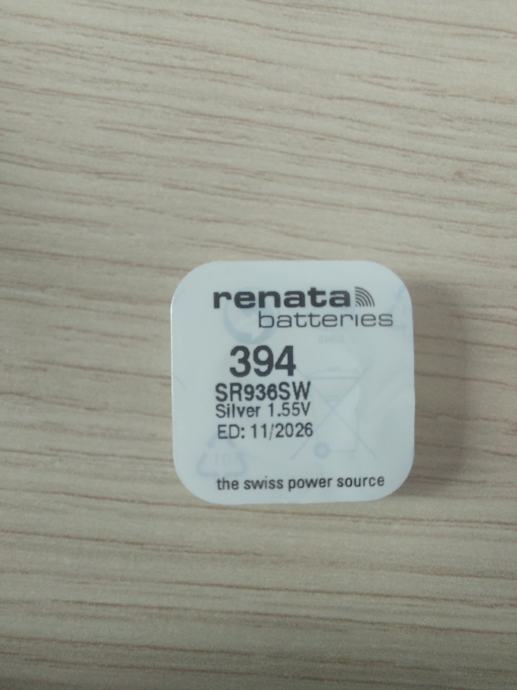 renata
batteries
394
SR936SW
Silver 1.55V
ED: 11/2026
the swiss power source